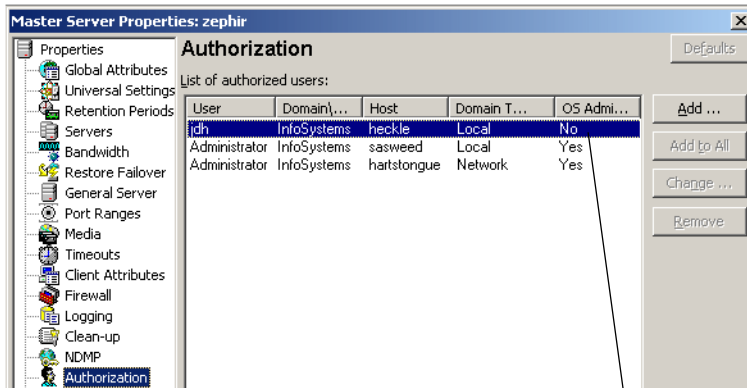 Master Server Properties: zephir
Properties
Global Attributes
Universal Settings
Retention Periods
Servers
Bandwidth
Restore Failover
General Server
Port Ranges
Media
Timeouts
Client Attributes
Firewall
Logging
Clean-up
NDMP
Authorization
Authorization
List of authorized users:
User Domain\... Host Domain T... OS Admi...
jdh InfoSystems heckle Local No
Administrator InfoSystems sasweed Local Yes
Administrator InfoSystems hartstongue Network Yes
Defaults
Add ...
Add to All
Change ...
Remove